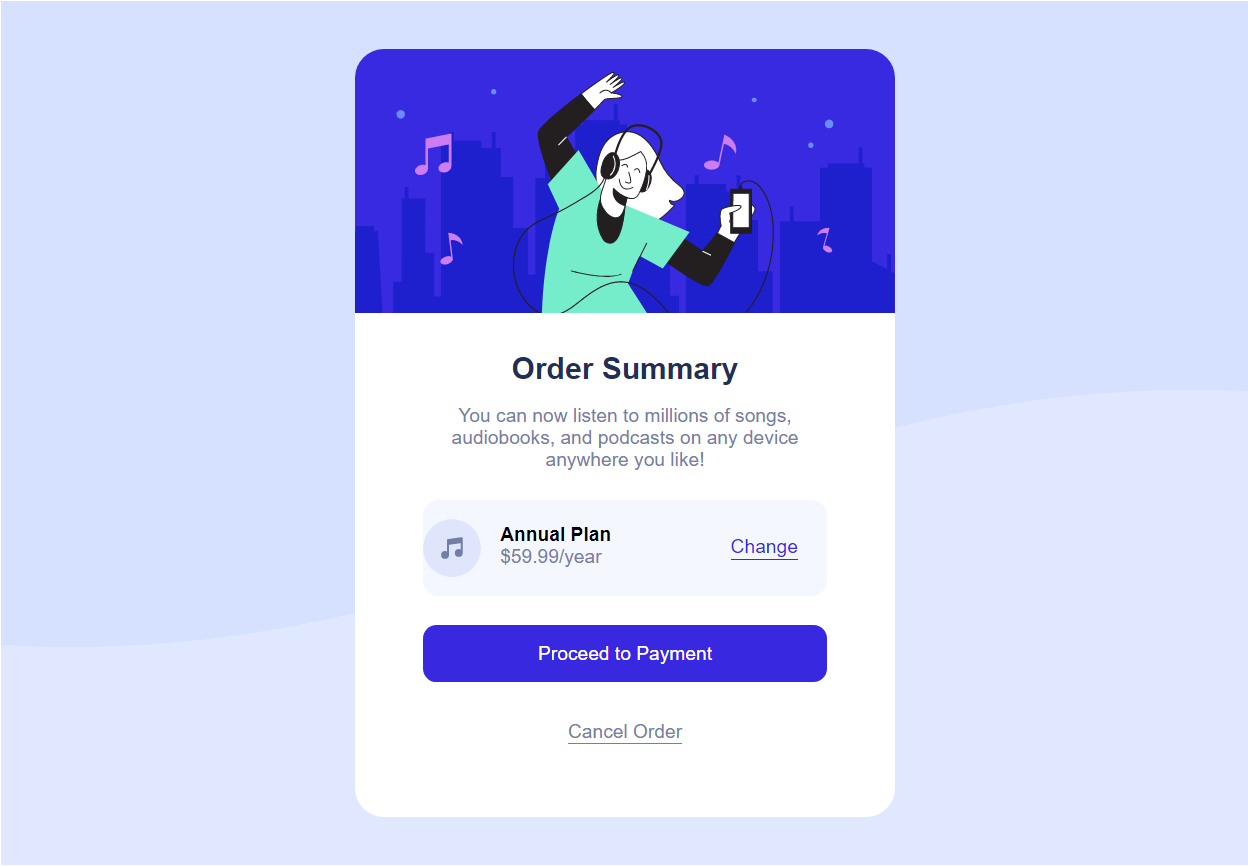 Order Summary
You can now listen to millions of songs,
audiobooks, and podcasts on any device
anywhere you like!
Annual Plan
$59.99/year
Change
Proceed to Payment
Cancel Order